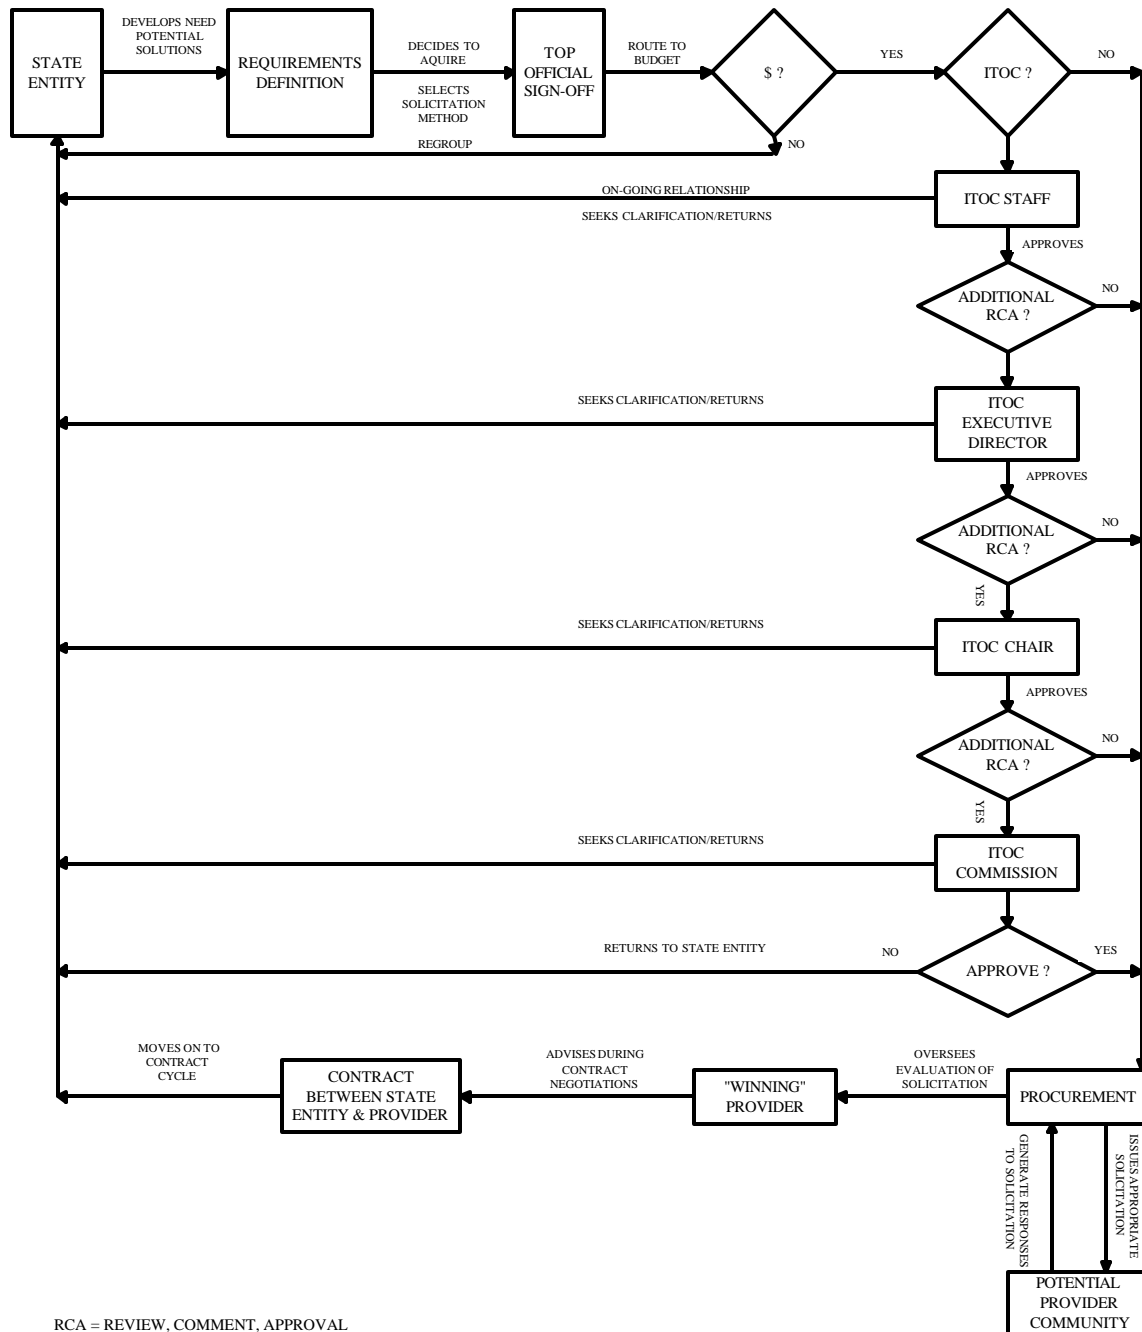 STATE
ENTITY
DEVELOPS NEED
POTENTIAL
SOLUTIONS
REQUIREMENTS
DEFINITION
DECIDES TO
AQUIRE
SELECTS
SOLICITATION
METHOD
TOP
OFFICIAL
SIGN-OFF
ROUTE TO
BUDGET
$ ?
YES
ITOC ?
NO
NO
REGROUP
ON-GOING RELATIONSHIP
SEEKS CLARIFICATION/RETURNS
ITOC STAFF
APPROVES
ADDITIONAL
RCA ?
NO
SEEKS CLARIFICATION/RETURNS
ITOC
EXECUTIVE
DIRECTOR
APPROVES
ADDITIONAL
RCA ?
NO
YES
SEEKS CLARIFICATION/RETURNS
ITOC CHAIR
APPROVES
ADDITIONAL
RCA ?
NO
YES
SEEKS CLARIFICATION/RETURNS
ITOC
COMMISSION
RETURNS TO STATE ENTITY
NO
APPROVE ?
YES
MOVES ON TO
CONTRACT
CYCLE
CONTRACT
BETWEEN STATE
ENTITY & PROVIDER
ADVISES DURING
CONTRACT
NEGOTIATIONS
"WINNING"
PROVIDER
OVERSEES
EVALUATION OF
SOLICITATION
PROCUREMENT
GENERATE RESPONSES
TO SOLICITATION
ISSUES APPROPRIATE
SOLICITATION
POTENTIAL
PROVIDER
COMMUNITY
RCA = REVIEW, COMMENT, APPROVAL